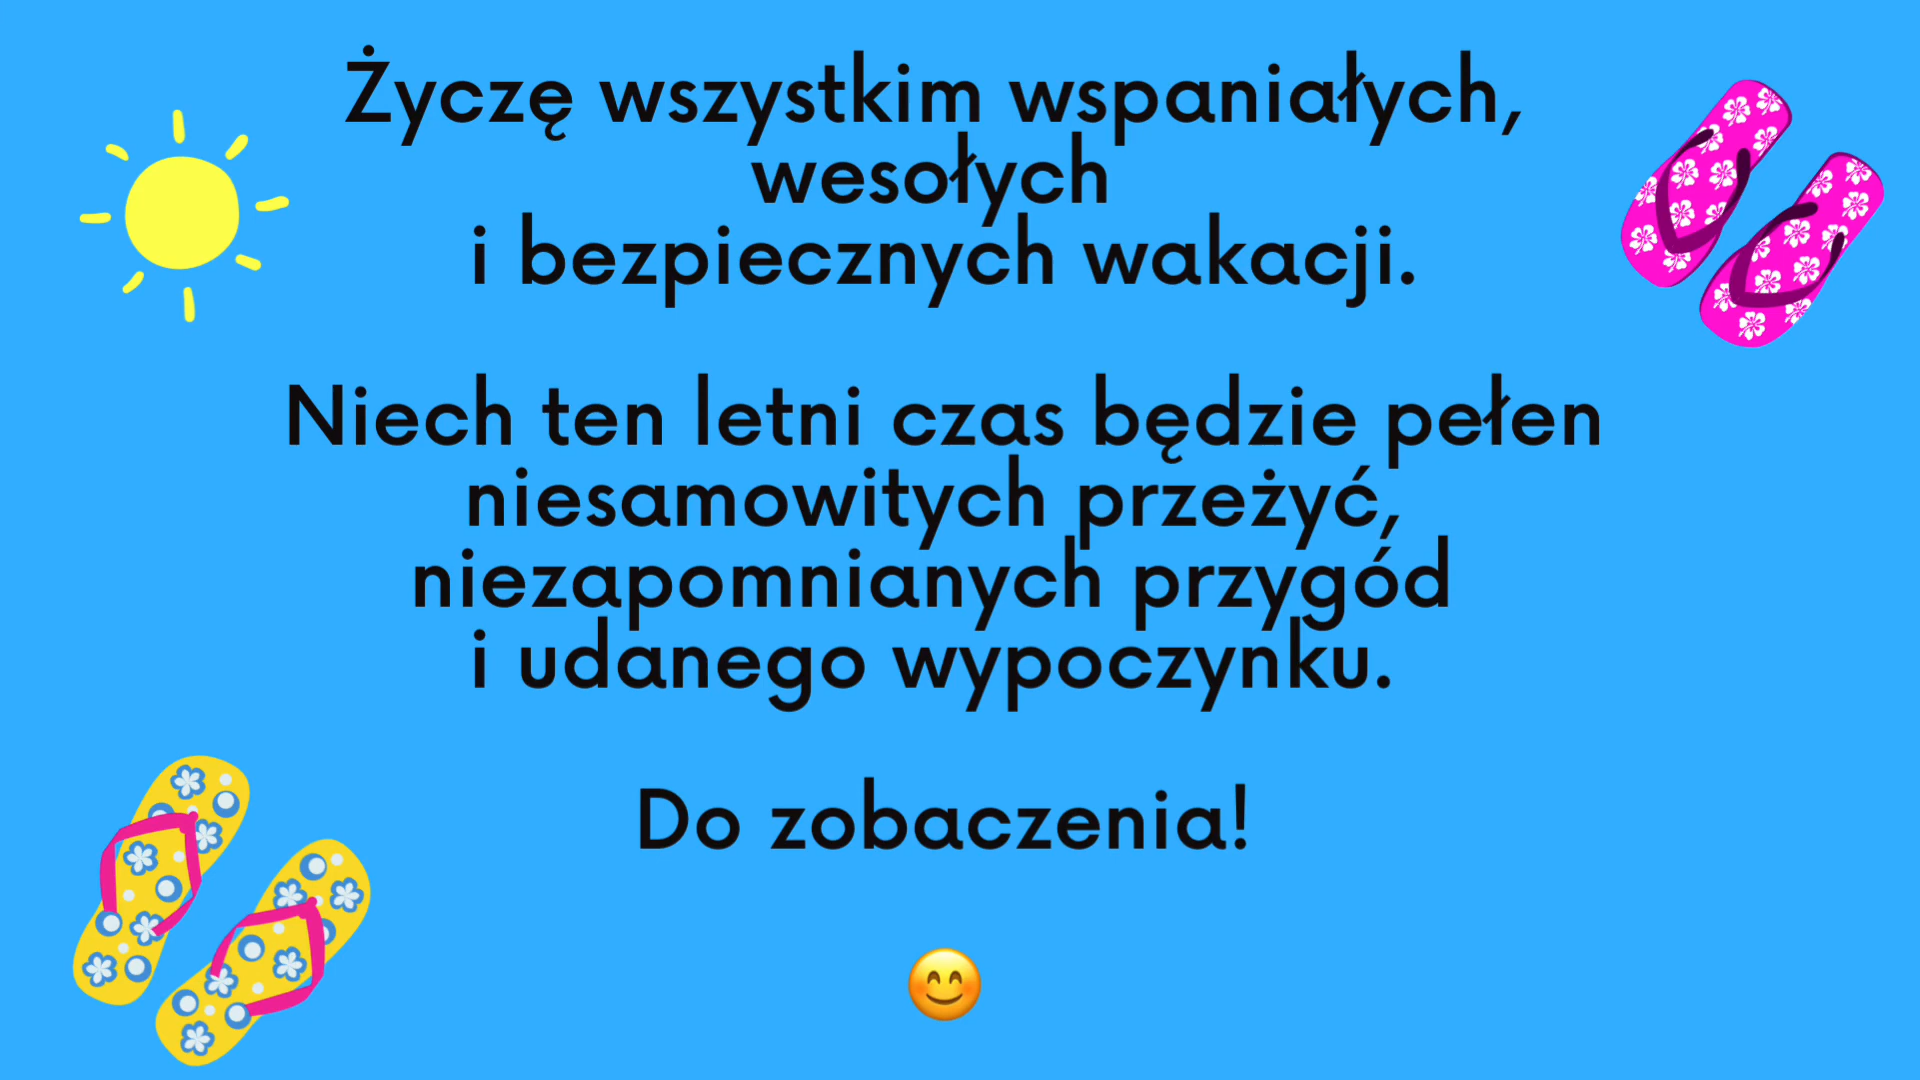 Życzę wszystkim wspaniałych,
wesołych
i bezpiecznych wakacji.
Niech ten letni czas będzie pełen
niesamowitych przeżyć,
niezapomnianych przygód
i udanego wypoczynku.
Do zobaczenia!
😊